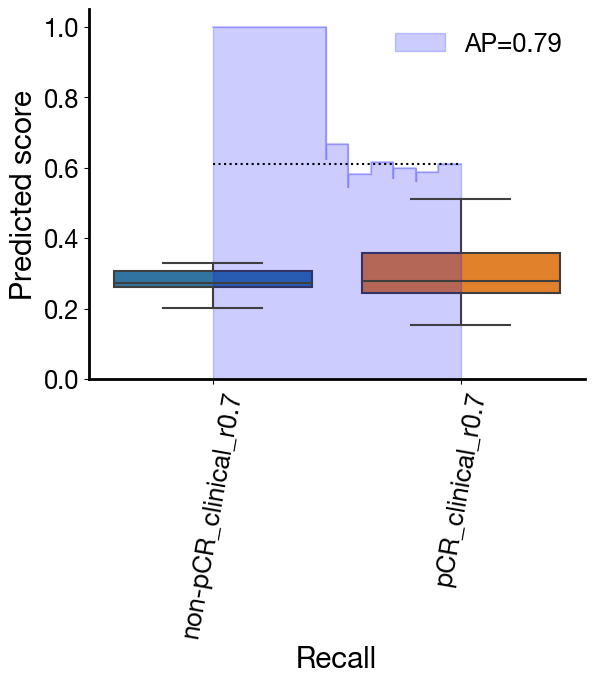 1.0
0.8
0.6
0.4
0.2
0.0
Predicted score
AP=0.79
non-pCR_clinical_r0.7
pCR_clinical_r0.7
Recall